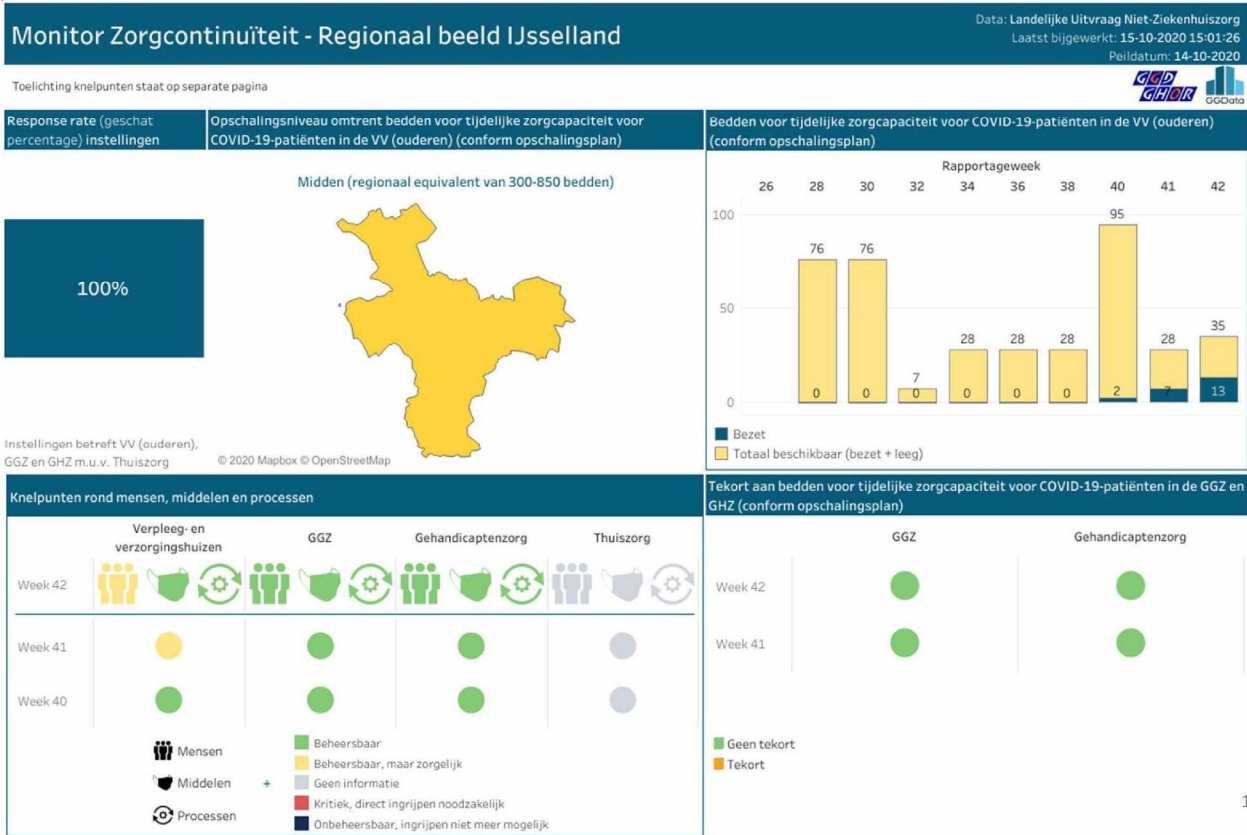 Monitor Zorgcontinuïteit - Regionaal beeld IJsselland
Data: Landelijke Uitvraag Niet-Ziekenhuiszorg
Laatst bijgewerkt: 15-10-2020 15:01:26
Peildatum: 14-10-2020
Toelichting knelpunten staat op separate pagina
GGD
GHOR
GGData
Response rate (geschat
percentage) instellingen
100%
Instellingen betreft VV (ouderen),
GGZ en GHZ m.u.v. Thuiszorg
Opschalingsniveau omtrent bedden voor tijdelijke zorgcapaciteit voor
COVID-19-patiënten in de VV (ouderen) (conform opschalingsplan)
Midden (regionaal equivalent van 300-850 bedden)
© 2020 Mapbox © OpenStreetMap
Bedden voor tijdelijke zorgcapaciteit voor COVID-19-patiënten in de VV (ouderen)
(conform opschalingsplan)
Rapportageweek
26 28 30 32 34 36 38 40 41 42
100
50
0
76 76 7 28 28 28 95 28 35
0 0 0 0 0 0 2 7 13
Bezet
Totaal beschikbaar (bezet + leeg)
Knelpunten rond mensen, middelen en processen
Verpleeg- en
verzorgingshuizen
GGZ
Gehandicaptenzorg
Thuiszorg
Week 42
Week 41
Week 40
Mensen
Middelen
Processen
+
Beheersbaar
Beheersbaar, maar zorgelijk
Geen informatie
Kritiek, direct ingrijpen noodzakelijk
Onbeheersbaar, ingrijpen niet meer mogelijk
Tekort aan bedden voor tijdelijke zorgcapaciteit voor COVID-19-patiënten in de GGZ en
GHZ (conform opschalingsplan)
GGZ
Gehandicaptenzorg
Week 42
Week 41
Geen tekort
Tekort
1